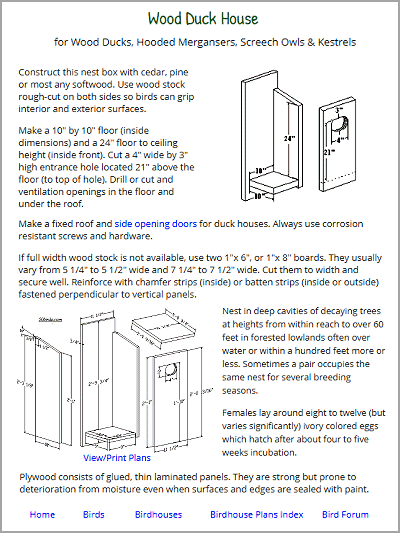 Wood Duck House
for Wood Ducks, Hooded Mergansers, Screech Owls & Kestrels
Construct this nest box with cedar, pine
or most any softwood. Use wood stock
rough-cut on both sides so birds can grip
interior and exterior surfaces.
Make a 10" by 10" floor (inside
dimensions) and a 24" floor to ceiling
height (inside front). Cut a 4" wide by 3"
high entrance hole located 21" above the
floor (to top of hole). Drill or cut and
ventilation openings in the floor and
under the roof.
24"
10"
10"
3"
4"
21"
Make a fixed roof and side opening doors for duck houses. Always use corrosion
resistant screws and hardware.
If full width wood stock is not available, use two 1"x 6", or 1"x 8" boards. They usually
vary from 5 1/4" to 5 1/2" wide and 7 1/4" to 7 1/2" wide. Cut them to width and
secure well. Reinforce with chamfer strips (inside) or batten strips (inside or outside)
fastened perpendicular to vertical panels.
View/Print Plans
Nest in deep cavities of decaying trees
at heights from within reach to over 60
feet in forested lowlands often over
water or within a hundred feet more or
less. Sometimes a pair occupies the
same nest for several breeding
seasons.
Females lay around eight to twelve (but
varies significantly) ivory colored eggs
which hatch after about four to five
weeks incubation.
Plywood consists of glued, thin laminated panels. They are strong but prone to
deterioration from moisture even when surfaces and edges are sealed with paint.
Home Birds Birdhouses Birdhouse Plans Index Bird Forum